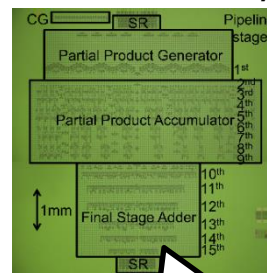 CG
SR
Pipelin
stage
Partial Product Generator
1st
2nd
3rd
4th
5th
Partial Product Accumulator
6th
7th
8th
9th
10th
11th
1mm
12th
Final Stage Adder
13th
14th
15th
SR